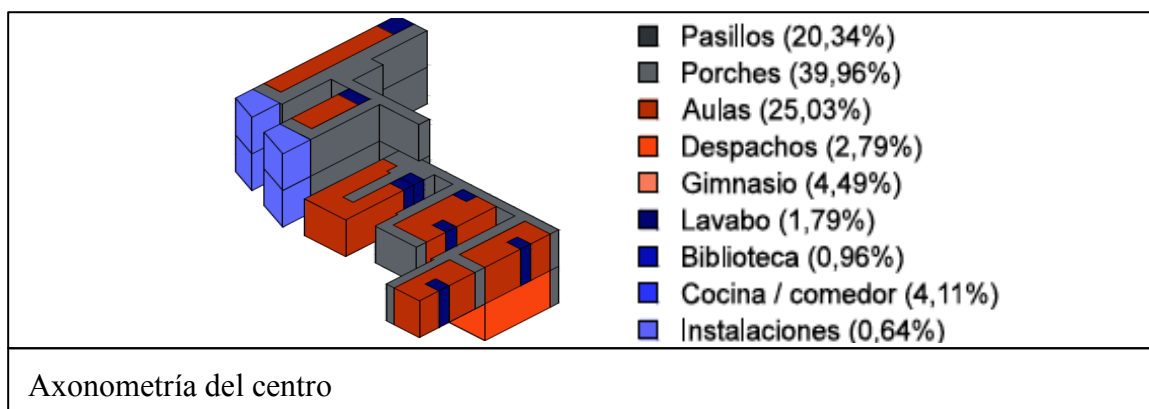 Pasillos (20,34%)
Porches (39,96%)
Aulas (25,03%)
Despachos (2,79%)
Gimnasio (4,49%)
Lavabo (1,79%)
Biblioteca (0,96%)
Cocina / comedor (4,11%)
Instalaciones (0,64%)
Axonometría del centro